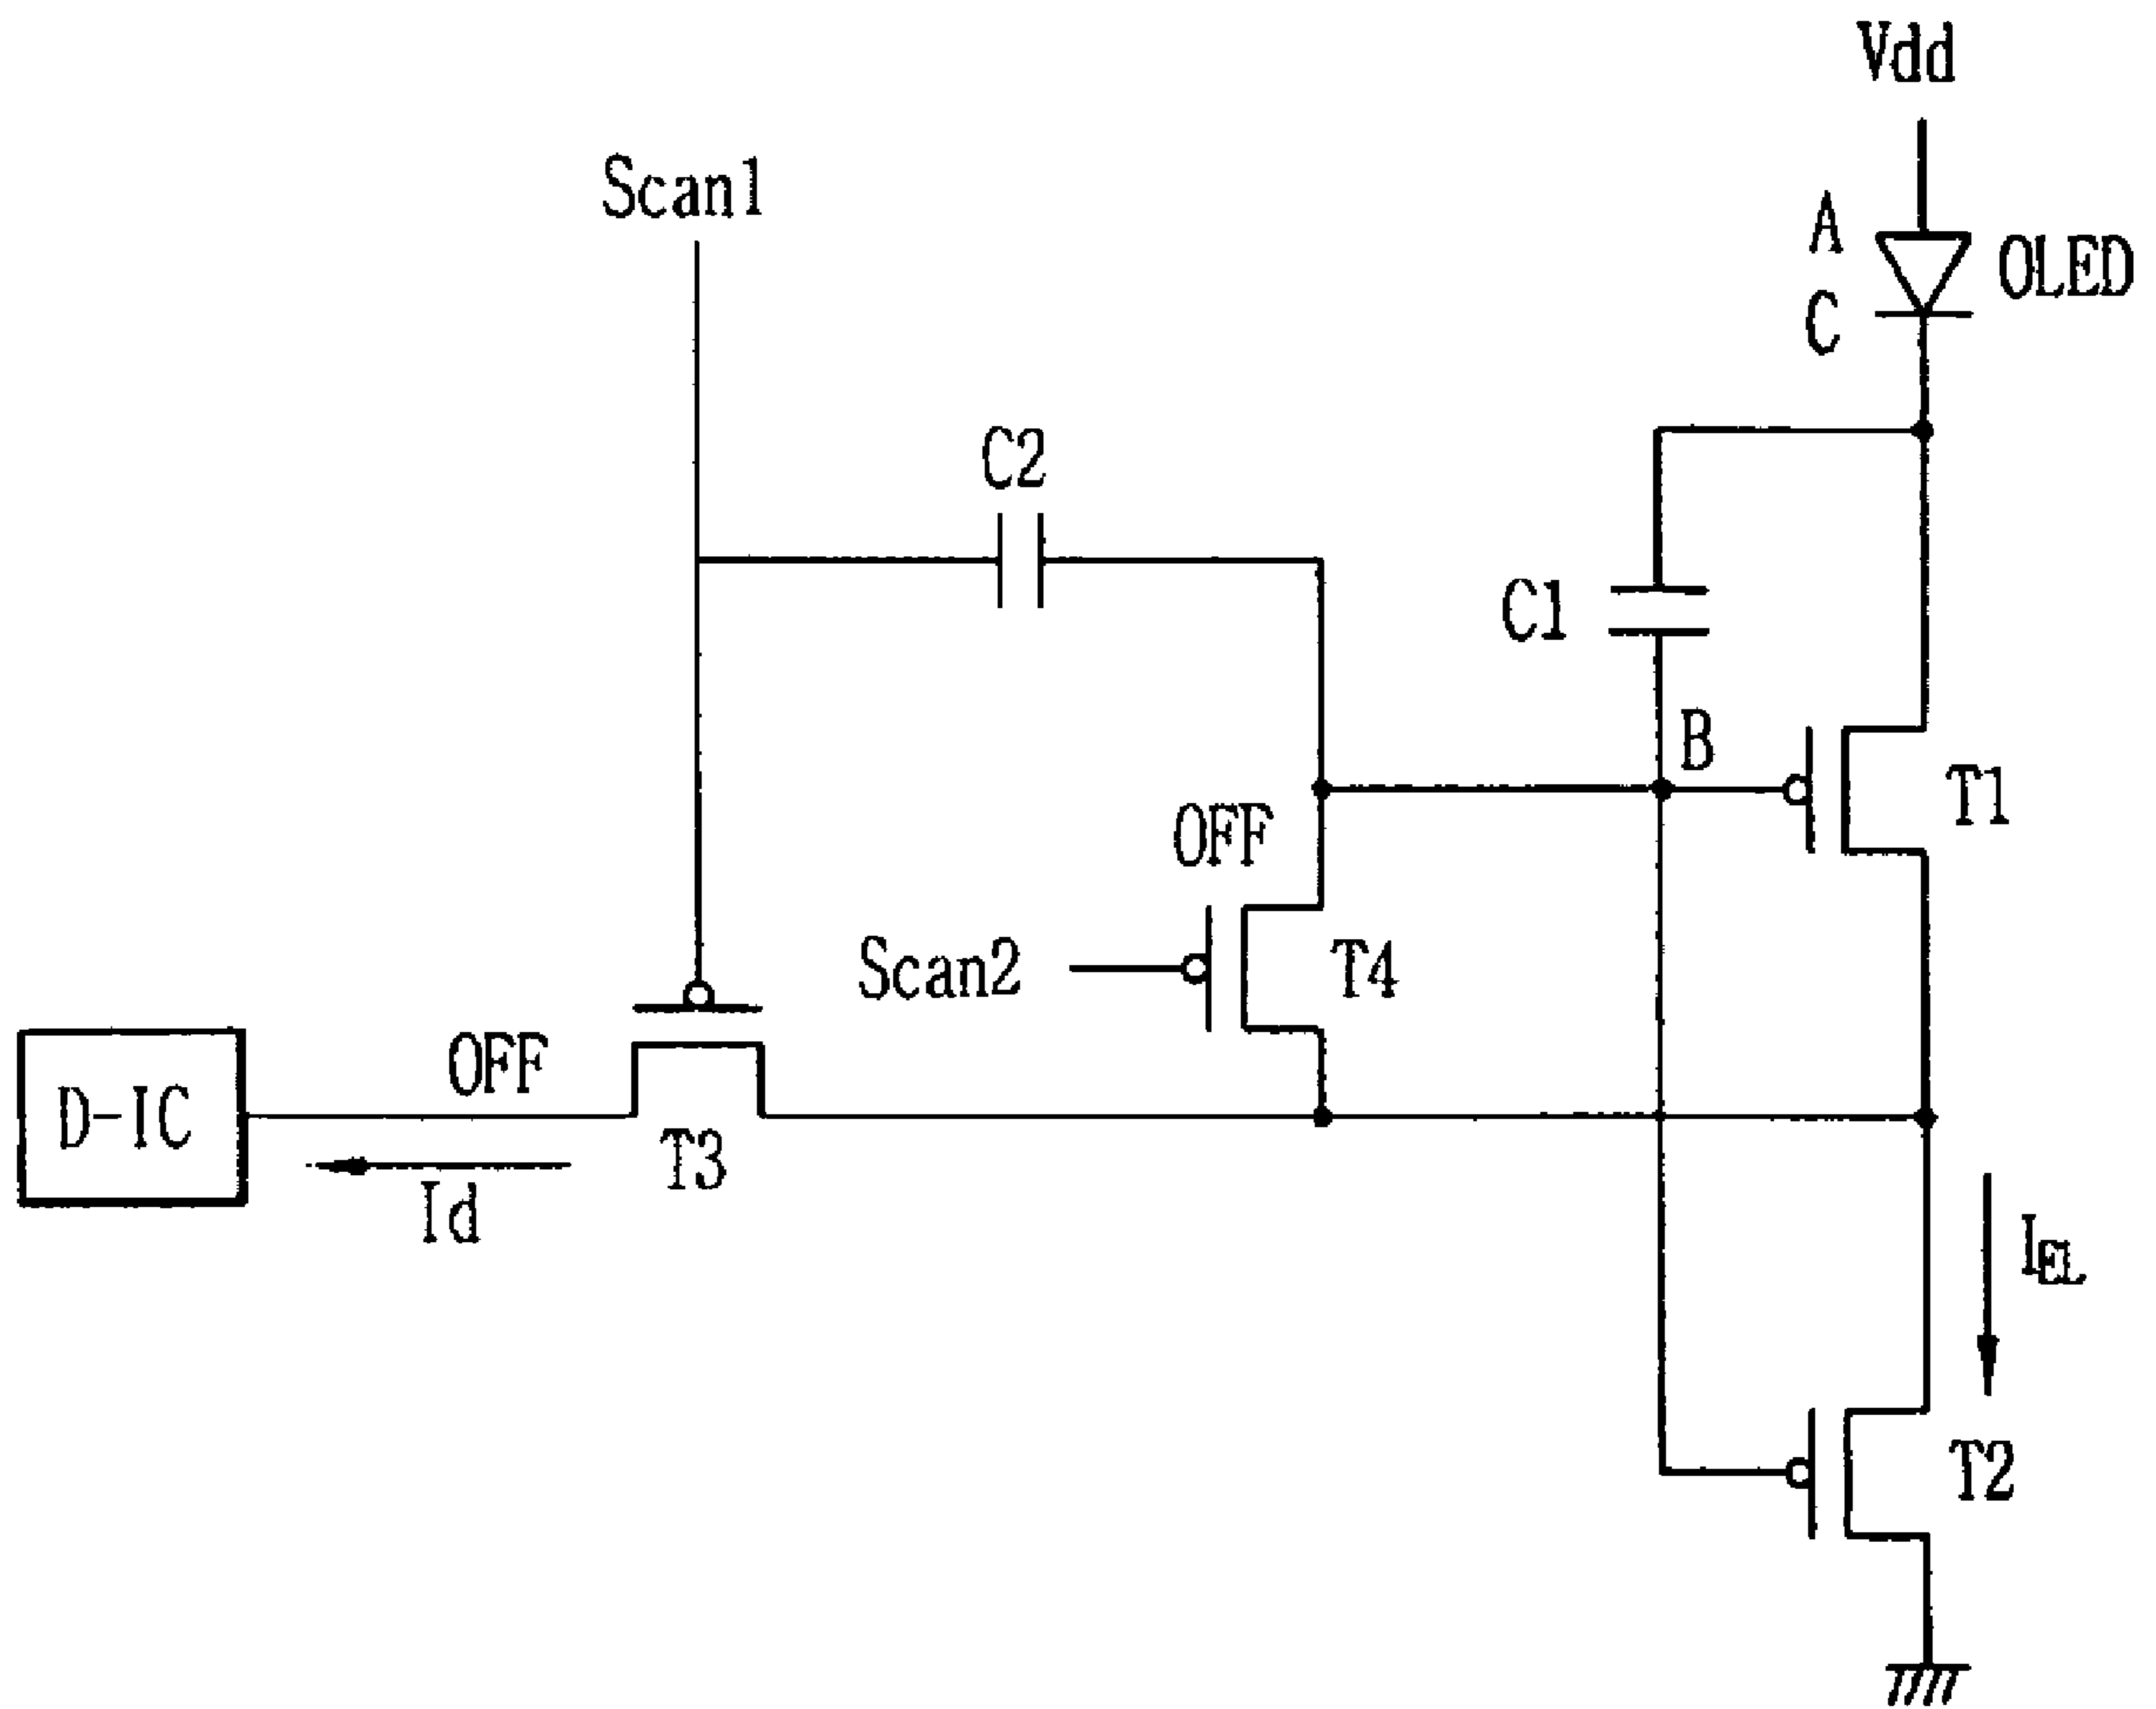 Vdd
Scan1
A
OLED
C
C2
C1
B
T1
OFF
Scan2
T4
OFF
D-IC
T3
Id
IEL
T2